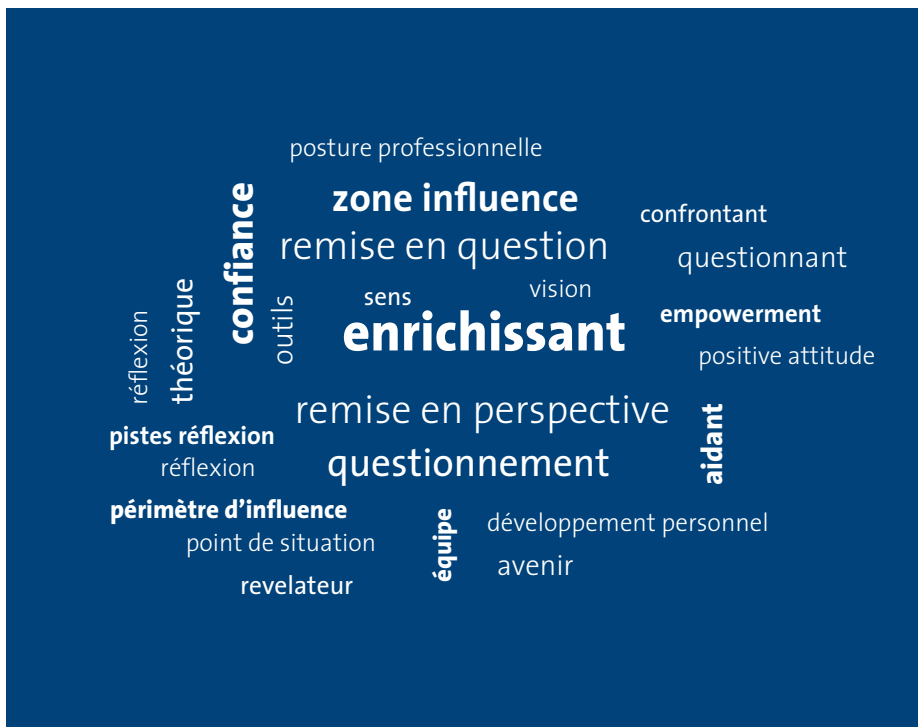 posture professionnelle
confiance
zone influence
confrontant
remise en question
questionnant
vision
sens
outils
théorique
réflexion
enrichissant
empowerment
positive attitude
remise en perspective
aidant
pistes réflexion
questionnement
réflexion
périmètre d’influence
équipe
développement personnel
point de situation
avenir
revelateur